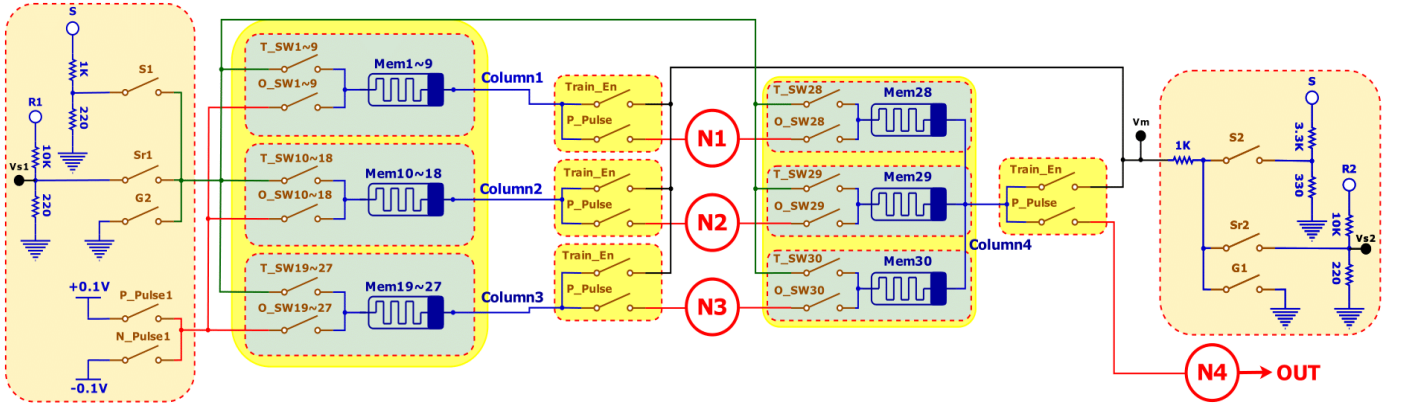 S
1K
220
S1
R1
10K
Vs1
220
Sr1
G2
+0.1V
P_Pulse1
N_Pulse1
-0.1V
T_SW1~9
O_SW1~9
Mem1~9
Column1
T_SW10~18
O_SW10~18
Mem10~18
Column2
T_SW19~27
O_SW19~27
Mem19~27
Column3
Train_En
P_Pulse
N1
Train_En
P_Pulse
N2
Train_En
P_Pulse
N3
T_SW28
O_SW28
Mem28
T_SW29
O_SW29
Mem29
T_SW30
O_SW30
Mem30
Column4
Train_En
P_Pulse
Vm
1K
S
3.3K
330
S2
R2
10K
Sr2
Vs2
220
G1
N4
OUT